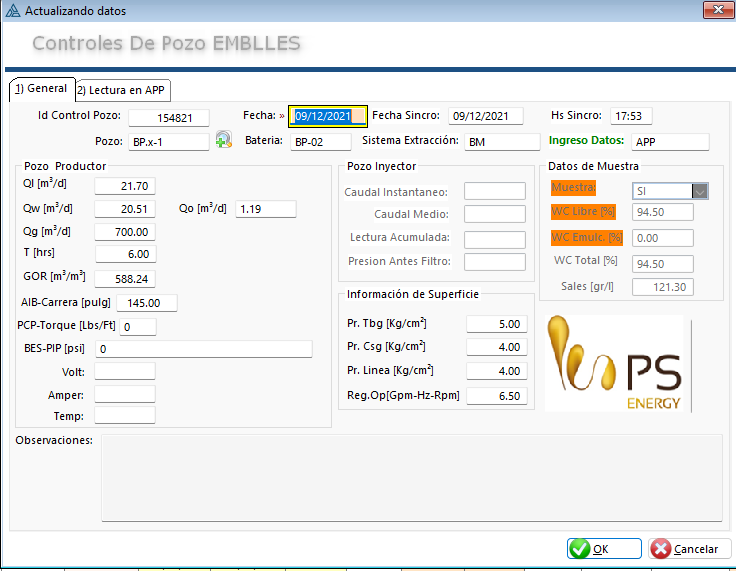 Actualizando datos
Controles De Pozo EMBLLES
1) General 2) Lectura en APP
Id Control Pozo: 154821 Fecha: » 09/12/2021 Fecha Sincro: 09/12/2021 Hs Sincro: 17:53
Pozo: BP.x-1 Bateria: BP-02 Sistema Extracción: BM Ingreso Datos: APP
Pozo Productor
Ql [m³/d] 21.70
Qw [m³/d] 20.51 Qo [m³/d] 1.19
Qg [m³/d] 700.00
T [hrs] 6.00
GOR [m³/m³] 588.24
AIB-Carrera [pulg] 145.00
PCP-Torque [Lbs/Ft] 0
BES-PIP [psi] 0
Volt:
Amper:
Temp:
Pozo Inyector
Caudal Instantaneo:
Caudal Medio:
Lectura Acumulada:
Presion Antes Filtro:
Información de Superficie
Pr. Tbg [Kg/cm²] 5.00
Pr. Csg [Kg/cm²] 4.00
Pr. Linea [Kg/cm²] 4.00
Reg.Op[Gpm-Hz-Rpm] 6.50
Datos de Muestra
Muestra: SI
WC Libre [%] 94.50
WC Emulc. [%] 0.00
WC Total [%] 94.50
Sales [gr/l] 121.30
PS
ENERGY
Observaciones:
OK Cancelar